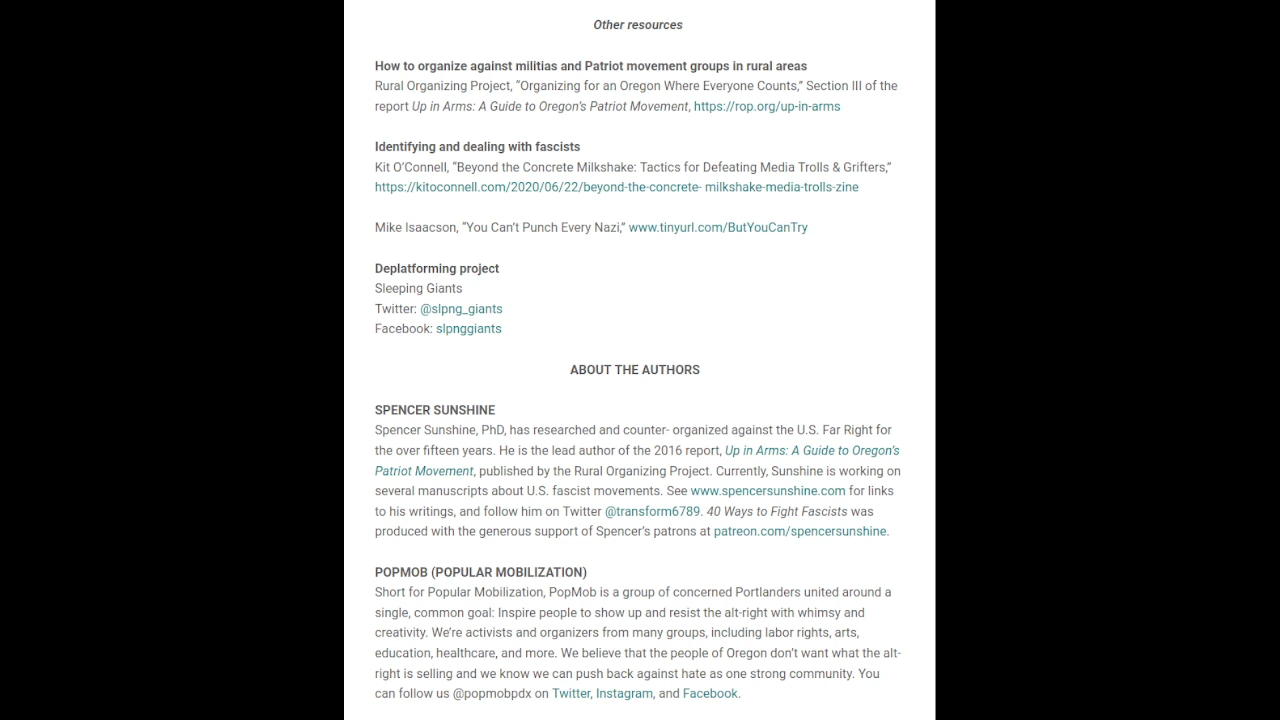 Other resources
How to organize against militias and Patriot movement groups in rural areas
Rural Organizing Project, “Organizing for an Oregon Where Everyone Counts,” Section III of the
report Up in Arms: A Guide to Oregon’s Patriot Movement, https://rop.org/up-in-arms
Identifying and dealing with fascists
Kit O’Connell, “Beyond the Concrete Milkshake: Tactics for Defeating Media Trolls & Grifters,”
https://kitoconnell.com/2020/06/22/beyond-the-concrete- milkshake-media-trolls-zine
Mike Isaacson, “You Can’t Punch Every Nazi,” www.tinyurl.com/ButYouCanTry
Deplatforming project
Sleeping Giants
Twitter: @slpng_giants
Facebook: slpnggiants
ABOUT THE AUTHORS
SPENCER SUNSHINE
Spencer Sunshine, PhD, has researched and counter- organized against the U.S. Far Right for
the over fifteen years. He is the lead author of the 2016 report, Up in Arms: A Guide to Oregon’s
Patriot Movement, published by the Rural Organizing Project. Currently, Sunshine is working on
several manuscripts about U.S. fascist movements. See www.spencersunshine.com for links
to his writings, and follow him on Twitter @transform6789. 40 Ways to Fight Fascists was
produced with the generous support of Spencer’s patrons at patreon.com/spencersunshine.
POPMOB (POPULAR MOBILIZATION)
Short for Popular Mobilization, PopMob is a group of concerned Portlanders united around a
single, common goal: Inspire people to show up and resist the alt-right with whimsy and
creativity. We’re activists and organizers from many groups, including labor rights, arts,
education, healthcare, and more. We believe that the people of Oregon don’t want what the alt-
right is selling and we know we can push back against hate as one strong community. You
can follow us @popmobpdx on Twitter, Instagram, and Facebook.